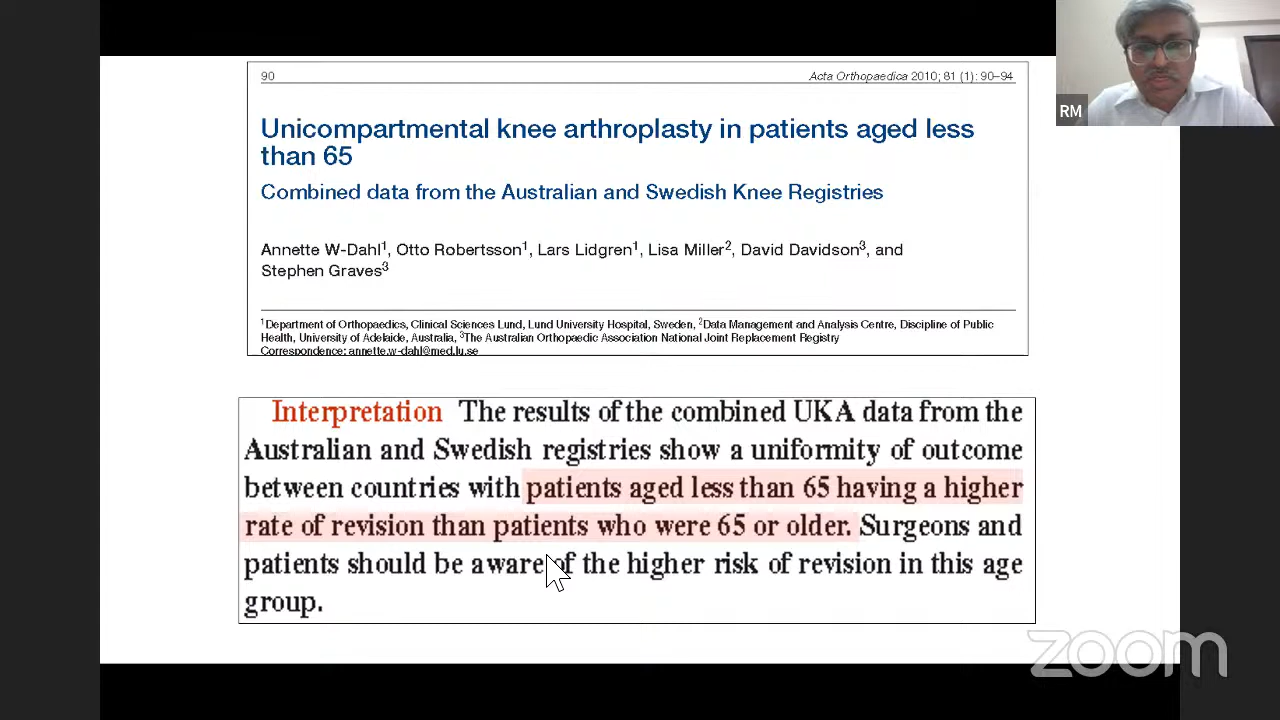 90
Acta Orthopaedica 2010; 81 (1): 90–94
Unicompartmental knee arthroplasty in patients aged less
than 65
Combined data from the Australian and Swedish Knee Registries
Annette W-Dahl1, Otto Robertsson1, Lars Lidgren1, Lisa Miller2, David Davidson3, and
Stephen Graves3
1Department of Orthopaedics, Clinical Sciences Lund, Lund University Hospital, Sweden, 2Data Management and Analysis Centre, Discipline of Public
Health, University of Adelaide, Australia, 3The Australian Orthopaedic Association National Joint Replacement Registry
Correspondence: annette.w-dahl@med.lu.se
Interpretation The results of the combined UKA data from the
Australian and Swedish registries show a uniformity of outcome
between countries with patients aged less than 65 having a higher
rate of revision than patients who were 65 or older. Surgeons and
patients should be aware of the higher risk of revision in this age
group.
RM
zoom